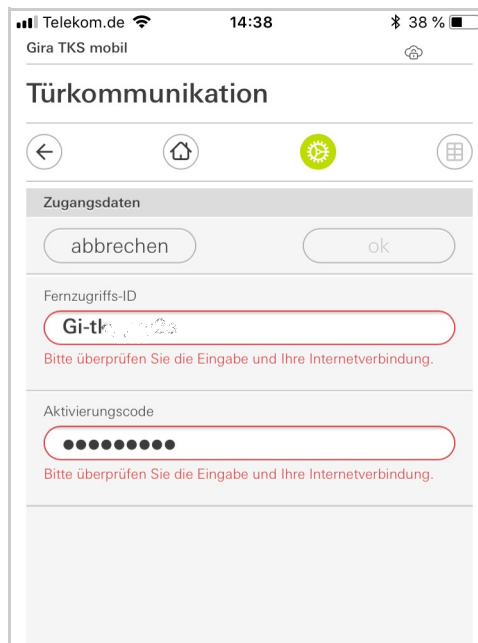 Telekom.de 14:38 38 %
Gira TKS mobil
Türkommunikation
Zugangsdaten
abbrechen ok
Fernzugriffs-ID
Bitte überprüfen Sie die Eingabe und Ihre Internetverbindung.
Aktivierungscode
●●●●●●●●●
Bitte überprüfen Sie die Eingabe und Ihre Internetverbindung.